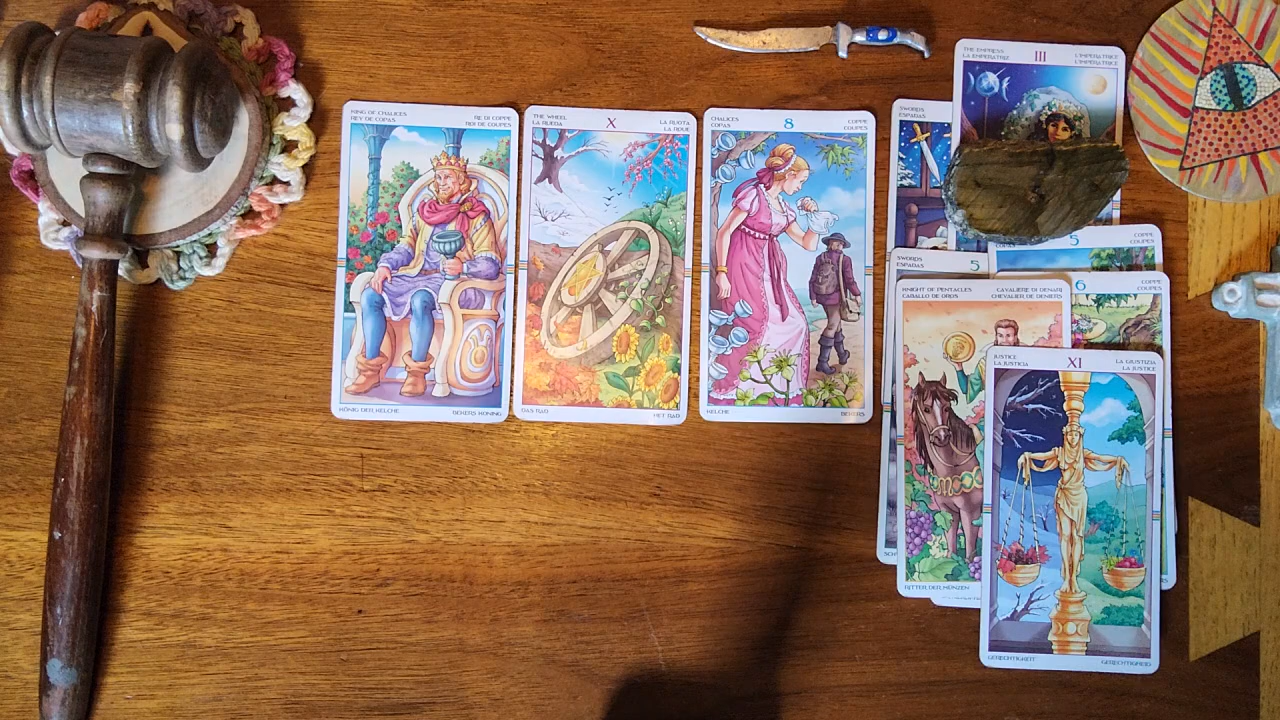 KING OF CHALICES
REY DE COPAS
RE DI COPPE
ROI DE COUPES
KÖNIG DER KELCHE
BEKERS KONING
THE WHEEL
LA RUEDA
X
LA RUOTA
LA ROUE
DAS RAD
HET RAD
CHALICES
COPAS
8
COPPE
COUPES
KELCHE
BEKERS
SWORDS
ESPADAS
THE EMPRESS
LA EMPERATRIZ
III
L'IMPERATRICE
L'IMPÉRATRICE
SWORDS
ESPADAS
5
COPAS
5
COPPE
COUPES
6
COPPE
COUPES
KNIGHT OF PENTACLES
CABALLO DE OROS
CAVALIERE DI DENARI
CHEVALIER DE DENIERS
RITTER DER MÜNZEN
JUSTICE
LA JUSTICIA
XI
LA GIUSTIZIA
LA JUSTICE
GERECHTIGKEIT
GERECHTIGHEID